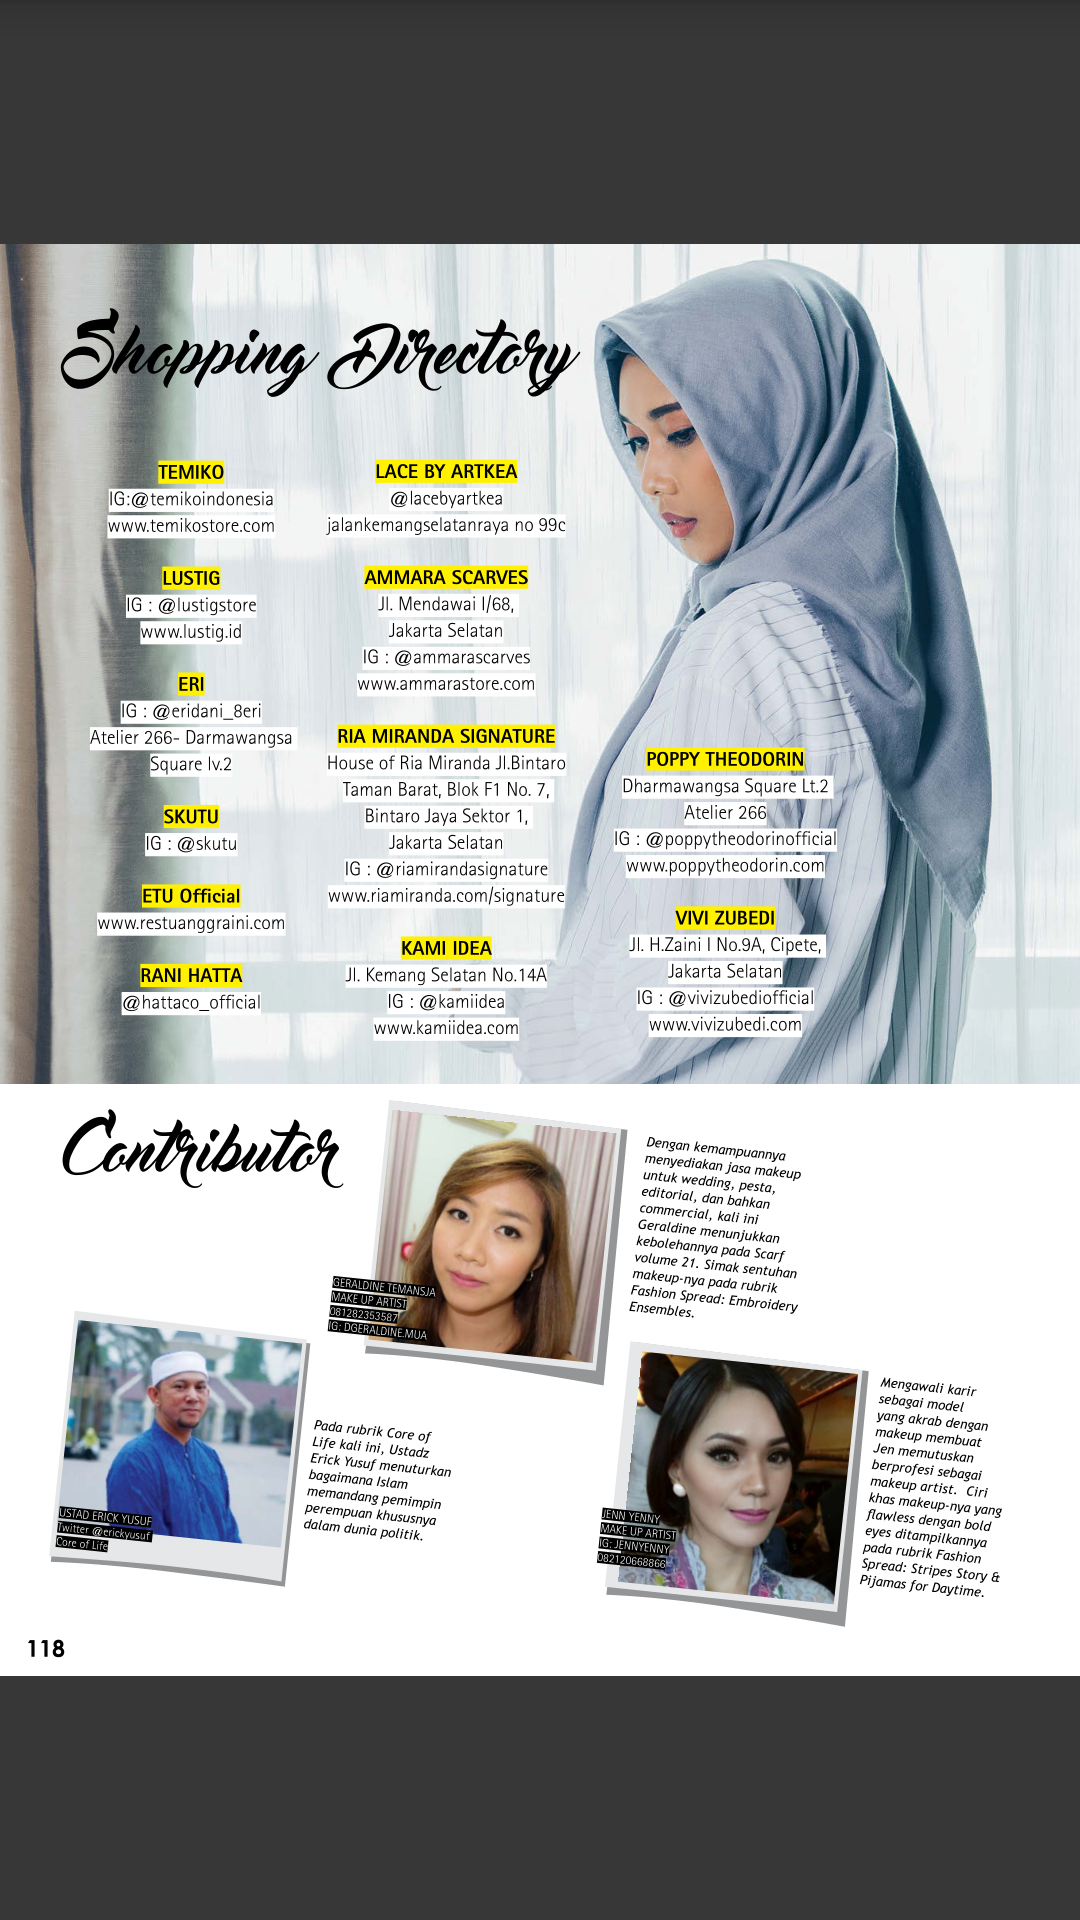 Shopping Directory
TEMIKO
IG:@temikoindonesia
www.temikostore.com
LUSTIG
IG : @lustigstore
www.lustig.id
ERI
IG : @eridani_8eri
Atelier 266- Darmawangsa
Square lv.2
SKUTU
IG : @skutu
ETU Official
www.restuanggraini.com
RANI HATTA
@hattaco_official
LACE BY ARTKEA
@lacebyartkea
jalankemangselatanraya no 99c
AMMARA SCARVES
Jl. Mendawai I/68,
Jakarta Selatan
IG : @ammarascarves
www.ammarastore.com
RIA MIRANDA SIGNATURE
House of Ria Miranda Jl.Bintaro
Taman Barat, Blok F1 No. 7,
Bintaro Jaya Sektor 1,
Jakarta Selatan
IG : @riamirandasignature
www.riamiranda.com/signature
KAMI IDEA
Jl. Kemang Selatan No.14A
IG : @kamiidea
www.kamiidea.com
POPPY THEODORIN
Dharmawangsa Square Lt.2
Atelier 266
IG : @poppytheodorinofficial
www.poppytheodorin.com
VIVI ZUBEDI
Jl. H.Zaini I No.9A, Cipete,
Jakarta Selatan
IG : @vivizubediofficial
www.vivizubedi.com
Contributor
GERALDINE TEMANSJA
MAKE UP ARTIST
081282353587
IG: DGERALDINE.MUA
Dengan kemampuannya
menyediakan jasa makeup
untuk wedding, pesta,
editorial, dan bahkan
commercial, kali ini
Geraldine menunjukkan
kebolehannya pada Scarf
volume 21. Simak sentuhan
makeup-nya pada rubrik
Fashion Spread: Embroidery
Ensembles.
USTAD ERICK YUSUF
Twitter @erickyusuf
Core of Life
Pada rubrik Core of
Life kali ini, Ustadz
Erick Yusuf menuturkan
bagaimana Islam
memandang pemimpin
perempuan khususnya
dalam dunia politik.
JENN YENNY
MAKE UP ARTIST
IG: JENNYENNY
082120668866
Mengawali karir
sebagai model
yang akrab dengan
makeup membuat
Jen memutuskan
berprofesi sebagai
makeup artist. Ciri
khas makeup-nya yang
flawless dengan bold
eyes ditampilkannya
pada rubrik Fashion
Spread: Stripes Story &
Pijamas for Daytime.
118